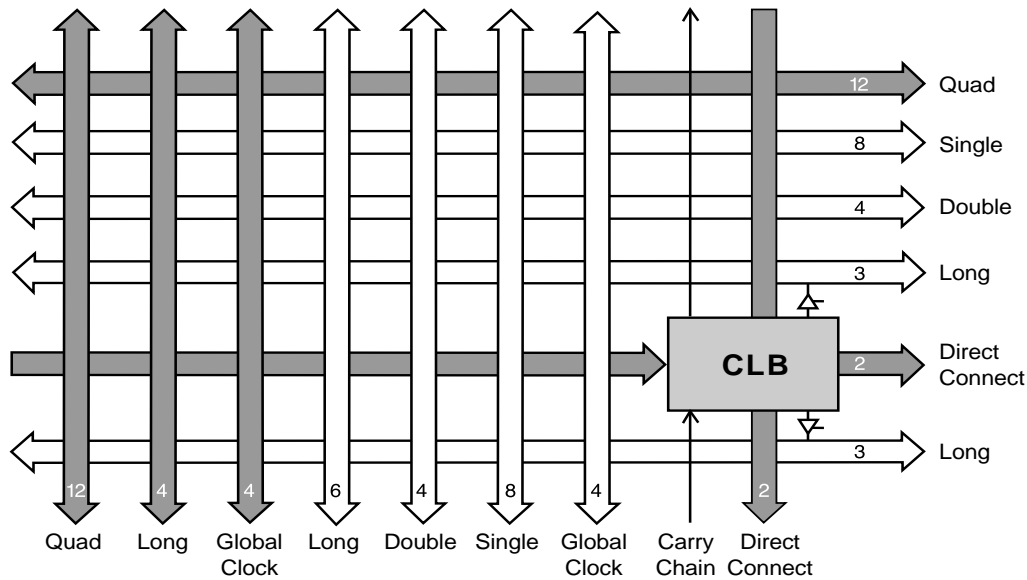 12
Quad
8
Single
4
Double
3
Long
CLB
2
Direct
Connect
3
Long
12
4
4
6
4
8
4
2
Quad
Long
Global
Clock
Long
Double
Single
Global
Clock
Carry
Chain
Direct
Connect